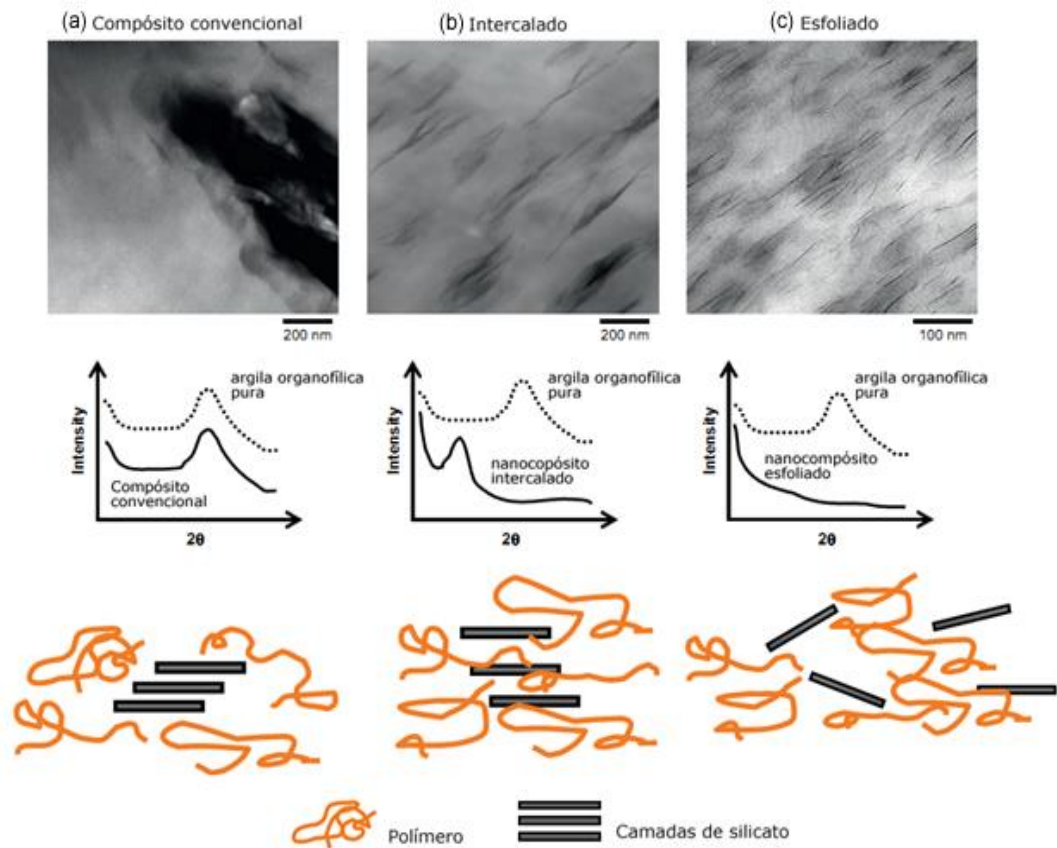 (a) Compósito convencional
(b) Intercalado
(c) Esfoliado
200 nm
200 nm
100 nm
Intensity
argila organofílica
pura
Compósito
convencional
2θ
Intensity
argila organofílica
pura
nanocopósito
intercalado
2θ
Intensity
argila organofílica
pura
nanocompósito
esfoliado
2θ
Polímero
Camadas de silicato